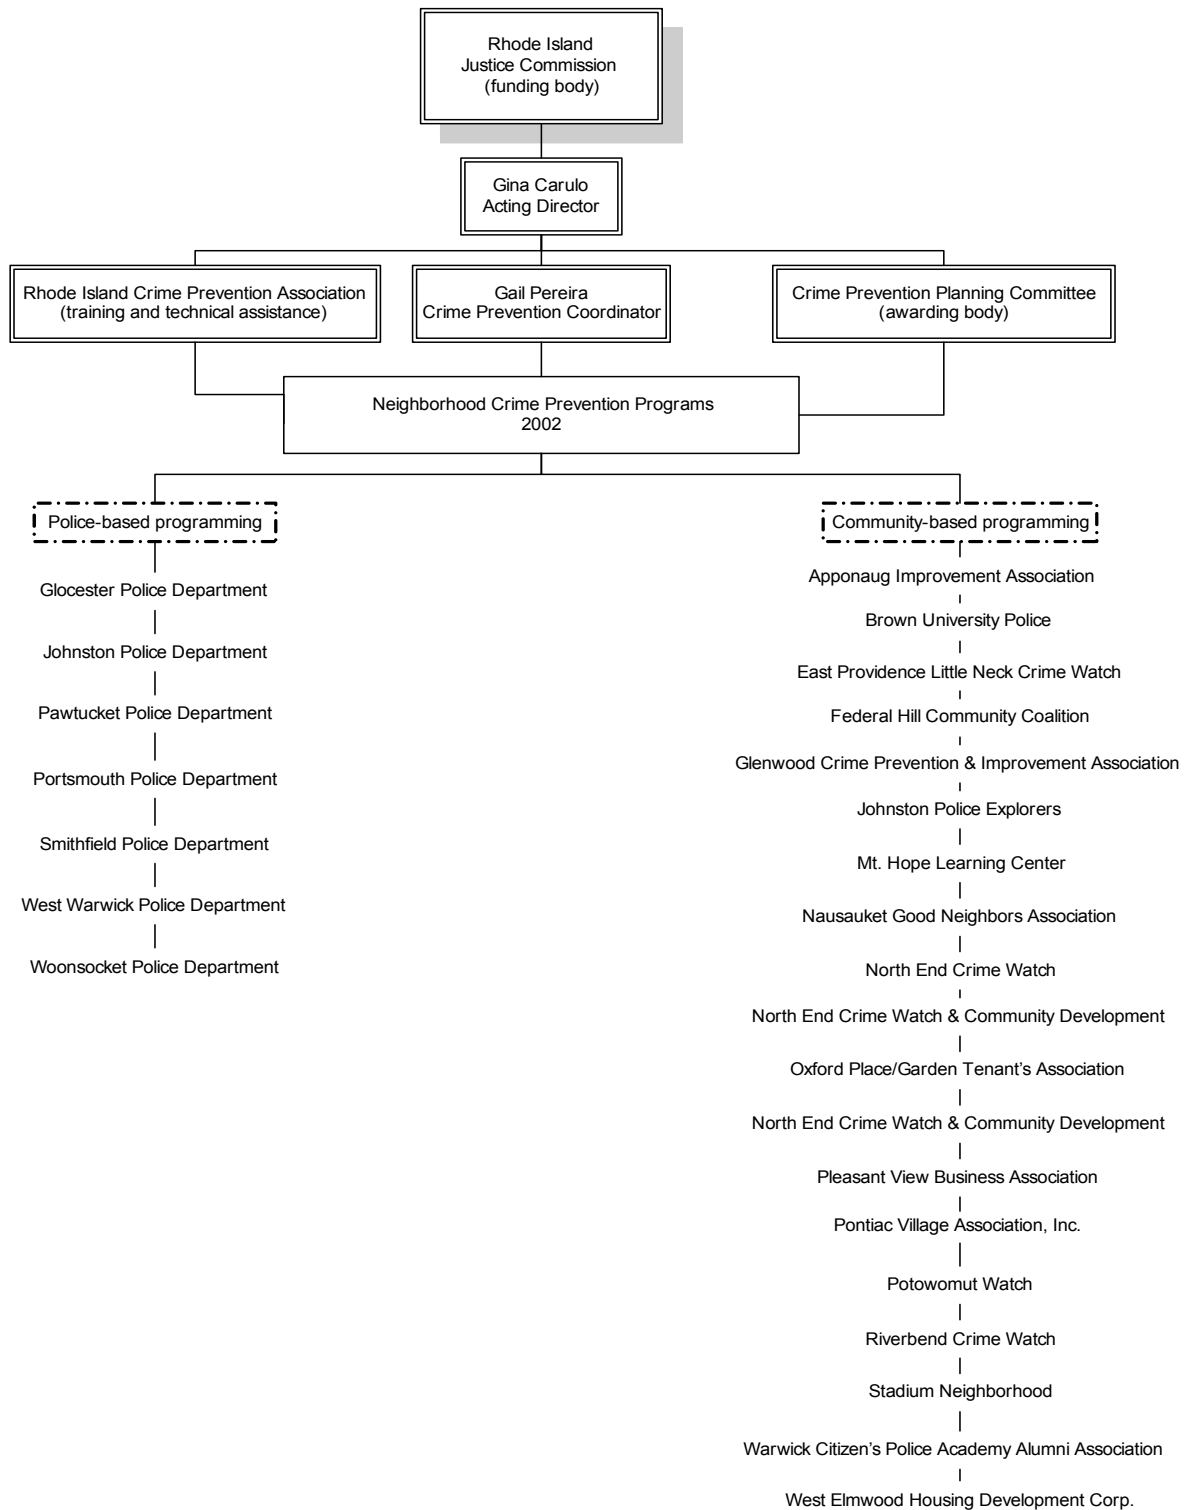 Rhode Island
Justice Commission
(funding body)
Gina Carulo
Acting Director
Rhode Island Crime Prevention Association
(training and technical assistance)
Gail Pereira
Crime Prevention Coordinator
Crime Prevention Planning Committee
(awarding body)
Neighborhood Crime Prevention Programs
2002
Police-based programming
Glocester Police Department
Johnston Police Department
Pawtucket Police Department
Portsmouth Police Department
Smithfield Police Department
West Warwick Police Department
Woonsocket Police Department
Community-based programming
Apponaug Improvement Association
Brown University Police
East Providence Little Neck Crime Watch
Federal Hill Community Coalition
Glenwood Crime Prevention & Improvement Association
Johnston Police Explorers
Mt. Hope Learning Center
Nausauket Good Neighbors Association
North End Crime Watch
North End Crime Watch & Community Development
Oxford Place/Garden Tenant’s Association
North End Crime Watch & Community Development
Pleasant View Business Association
Pontiac Village Association, Inc.
Potowomut Watch
Riverbend Crime Watch
Stadium Neighborhood
Warwick Citizen’s Police Academy Alumni Association
West Elmwood Housing Development Corp.